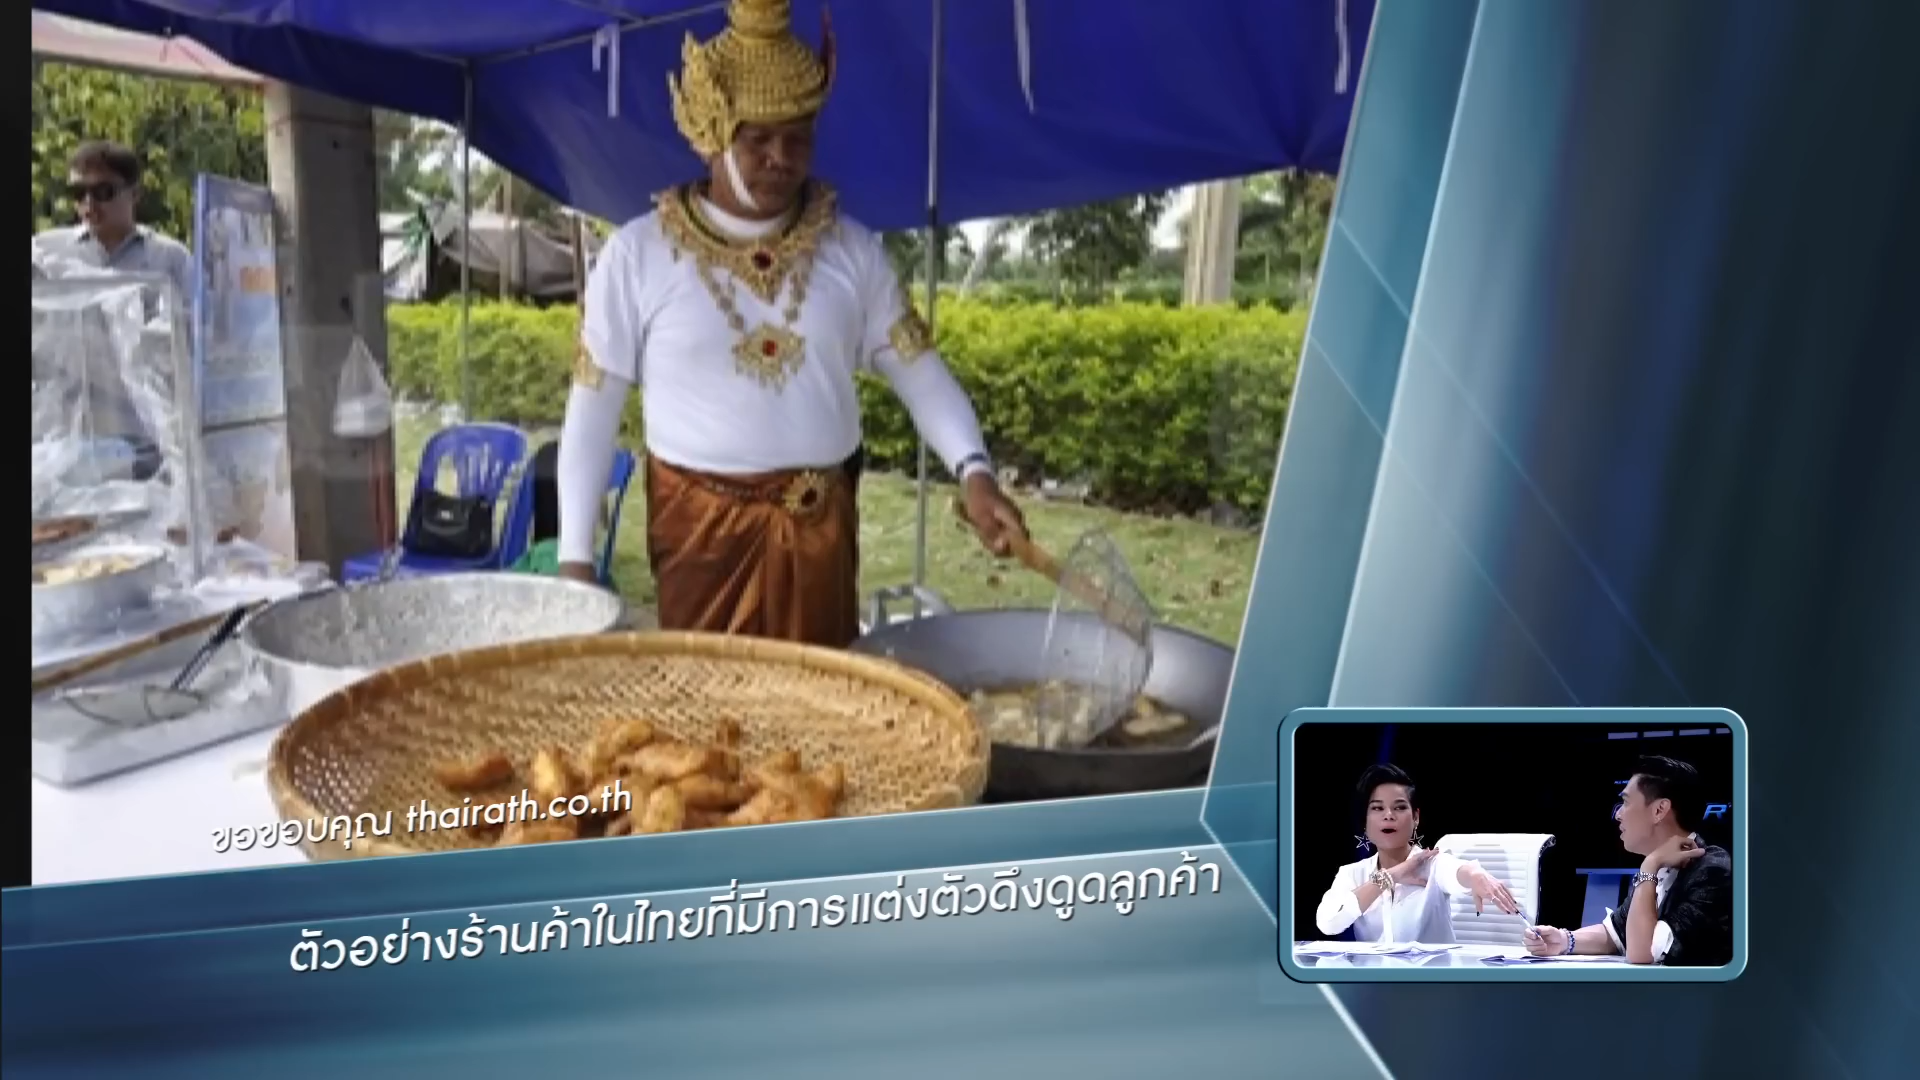 ขอขอบคุณ thairath.co.th
ตัวอย่างร้านค้าในไทยที่มีการแต่งตัวดึงดูดลูกค้า